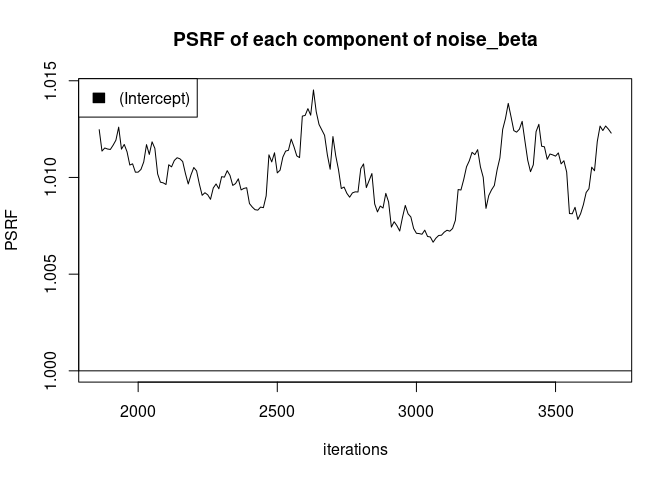 PSRF of each component of noise_beta
(Intercept)
PSRF
1.015
1.010
1.005
1.000
2000 2500 3000 3500
iterations